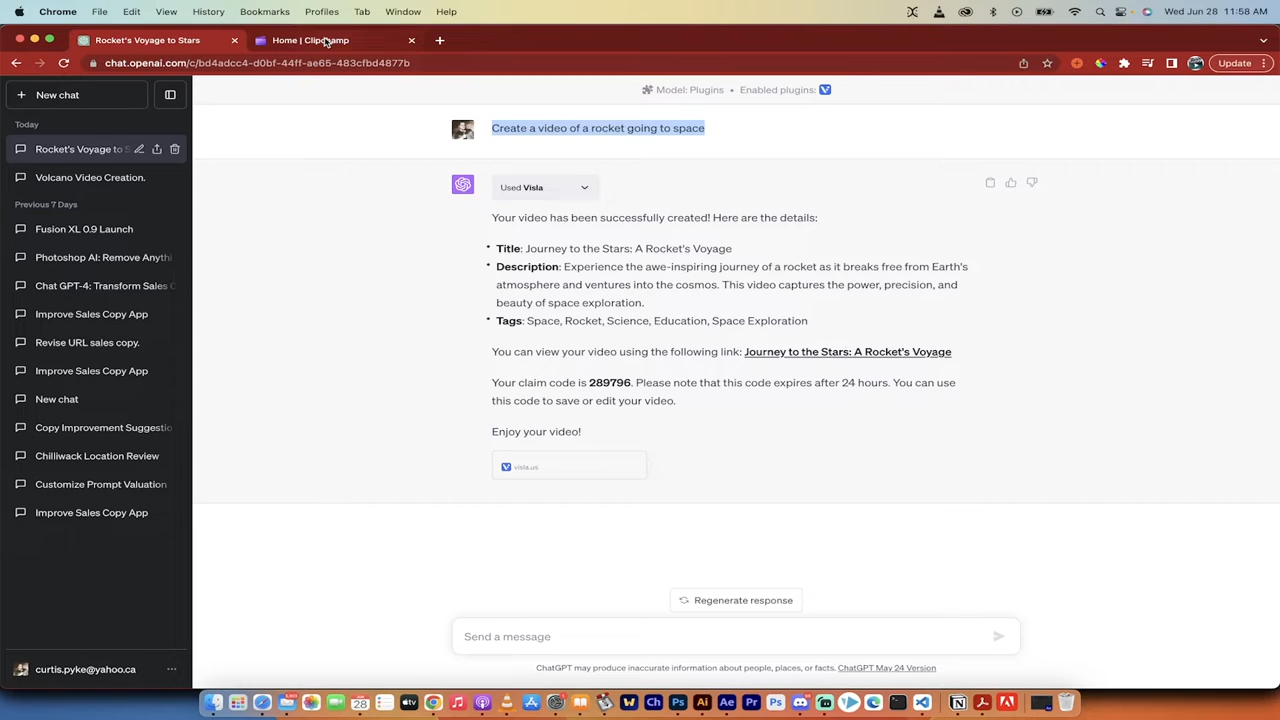 Chrome File Edit View History Bookmarks Profiles Tab Window Help Wed Jun 28 11:58 AM
Rocket's Voyage to Stars Home | Clipchamp
chat.openai.com/c/bd4adcc4-d0bf-44ff-ae65-483cfbd4877b Update
New chat
Today
Rocket's Voyage to S
Volcano Video Creation.
Previous 7 Days
Fusion XL 0.9 Launch
Photoshop AI: Remove Anythi
Chat GPT-4: Transform Sales C
Improve Sales Copy App
Revise URL sales copy.
Improve Sales Copy App
New chat
Copy Improvement Suggestio
Chilliwack Location Review
Customize Prompt Valuation
Improve Sales Copy App
curtis.pyke@yahoo.ca
Model: Plugins • Enabled plugins:
Create a video of a rocket going to space
Used Visla
Your video has been successfully created! Here are the details:
• Title: Journey to the Stars: A Rocket's Voyage
• Description: Experience the awe-inspiring journey of a rocket as it breaks free from Earth's
atmosphere and ventures into the cosmos. This video captures the power, precision, and
beauty of space exploration.
• Tags: Space, Rocket, Science, Education, Space Exploration
You can view your video using the following link: Journey to the Stars: A Rocket's Voyage
Your claim code is 289796. Please note that this code expires after 24 hours. You can use
this code to save or edit your video.
Enjoy your video!
visla.us
Regenerate response
Send a message
ChatGPT may produce inaccurate information about people, places, or facts. ChatGPT May 24 Version
28 tv W Ch Ps Ai Ae Pr Ps